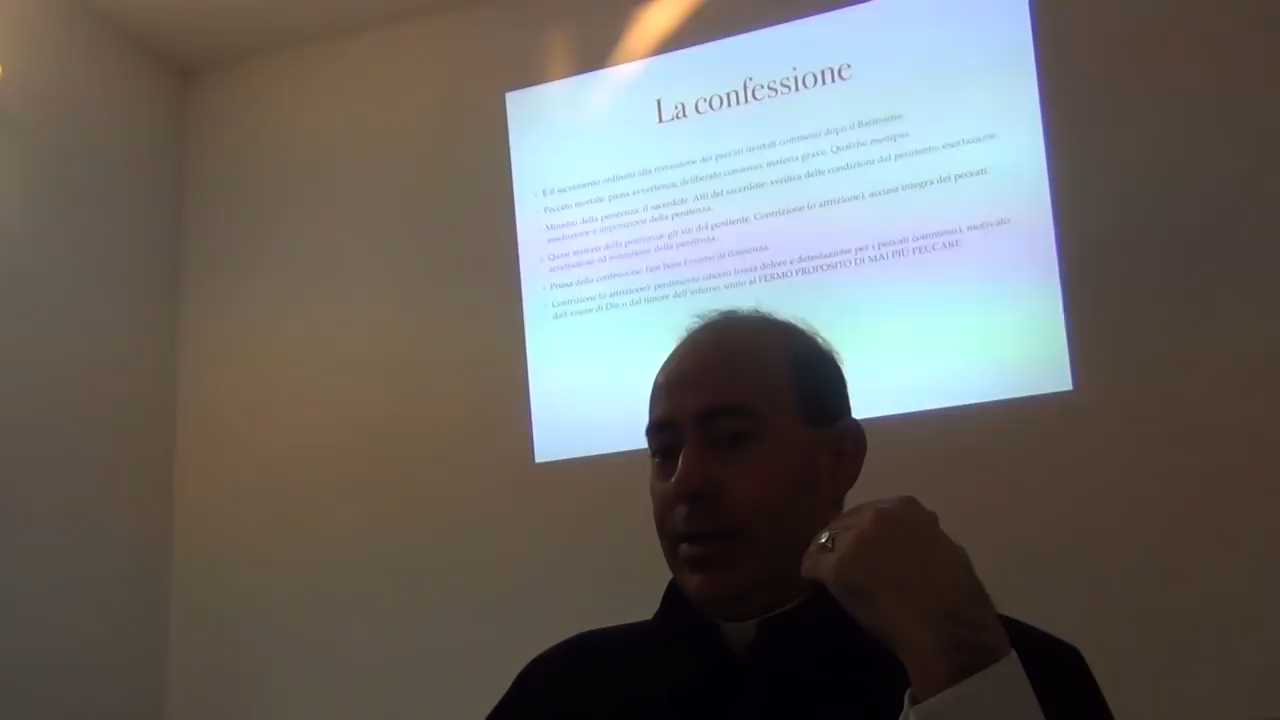 La confessione
È il sacramento ordinato alla remissione dei peccati mortali commessi dopo il Battesimo.
Peccato mortale: piena avvertenza; deliberato consenso; materia grave. Qualche esempio.
Ministro della penitenza: il sacerdote. Atti del sacerdote: verifica delle condizioni del penitente; esortazione;
assoluzione e imposizione della penitenza.
Quasi materia della penitenza: gli atti del penitente. Contrizione (o attrizione); accusa integra dei peccati;
accettazione ed esecuzione della penitenza.
Prima della confessione: fare bene l'esame di coscienza.
Contrizione (o attrizione): pentimento sincero (ossia dolore e detestazione per i peccati commessi), motivato
dall'amore di Dio o dal timore dell'inferno, unito al FERMO PROPOSITO DI MAI PIÙ PECCARE